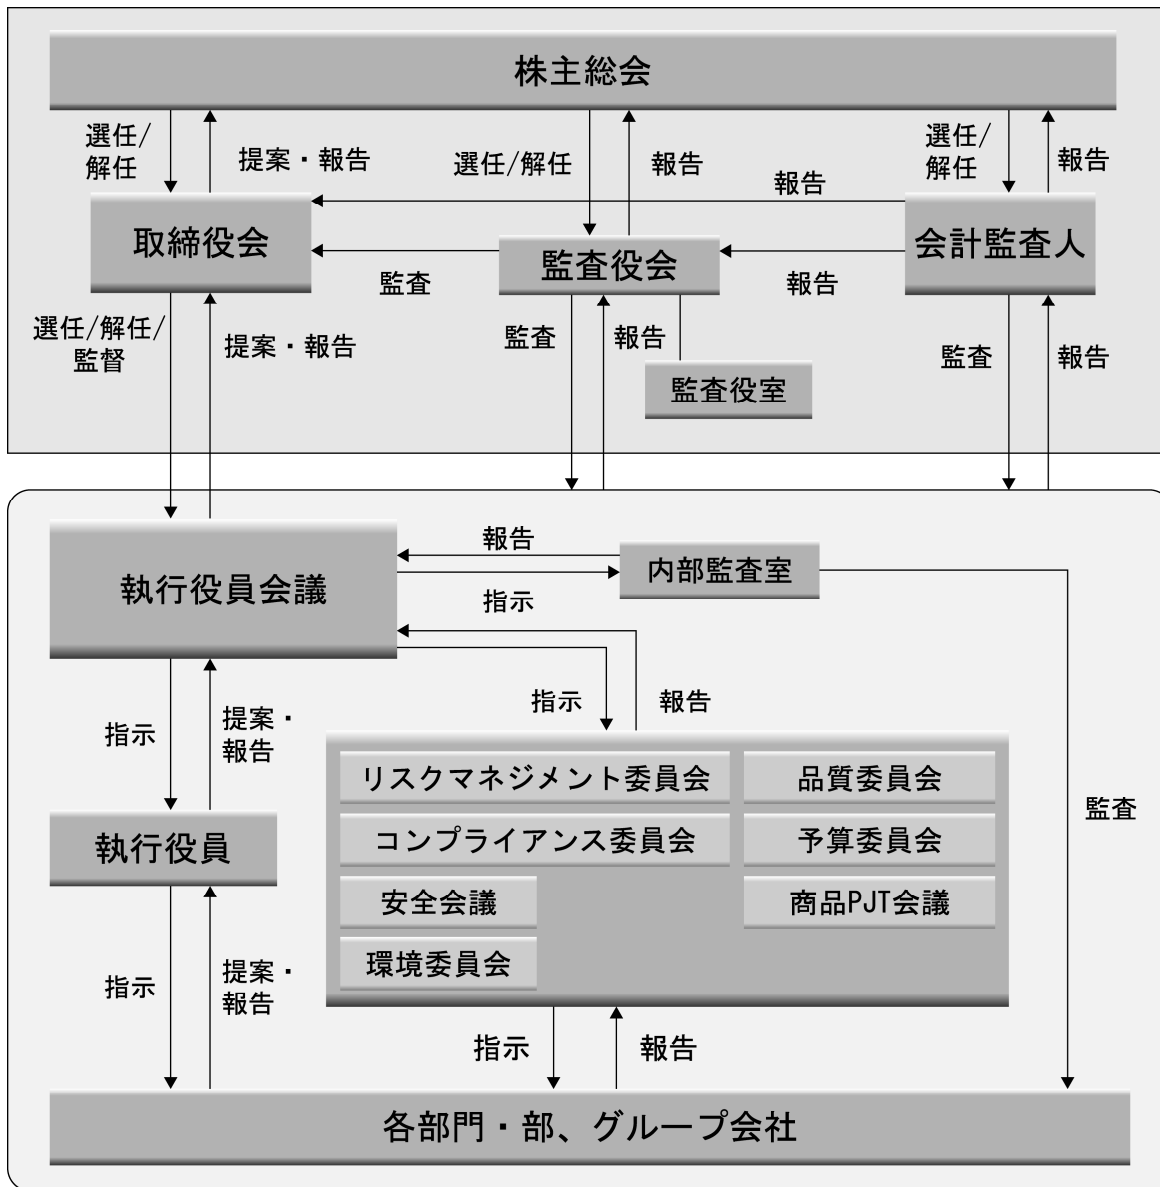 株主総会
選任/
解任
提案・報告
選任/解任
報告
選任/
解任
報告
報告
取締役会
監査役会
会計監査人
監査
報告
選任/解任/
監督
提案・報告
監査
報告
監査役室
監査
報告
執行役員会議
報告
内部監査室
指示
指示
報告
指示
提案・
報告
リスクマネジメント委員会
品質委員会
コンプライアンス委員会
予算委員会
安全会議
商品PJT会議
環境委員会
監査
執行役員
指示
提案・
報告
指示
報告
各部門・部、グループ会社